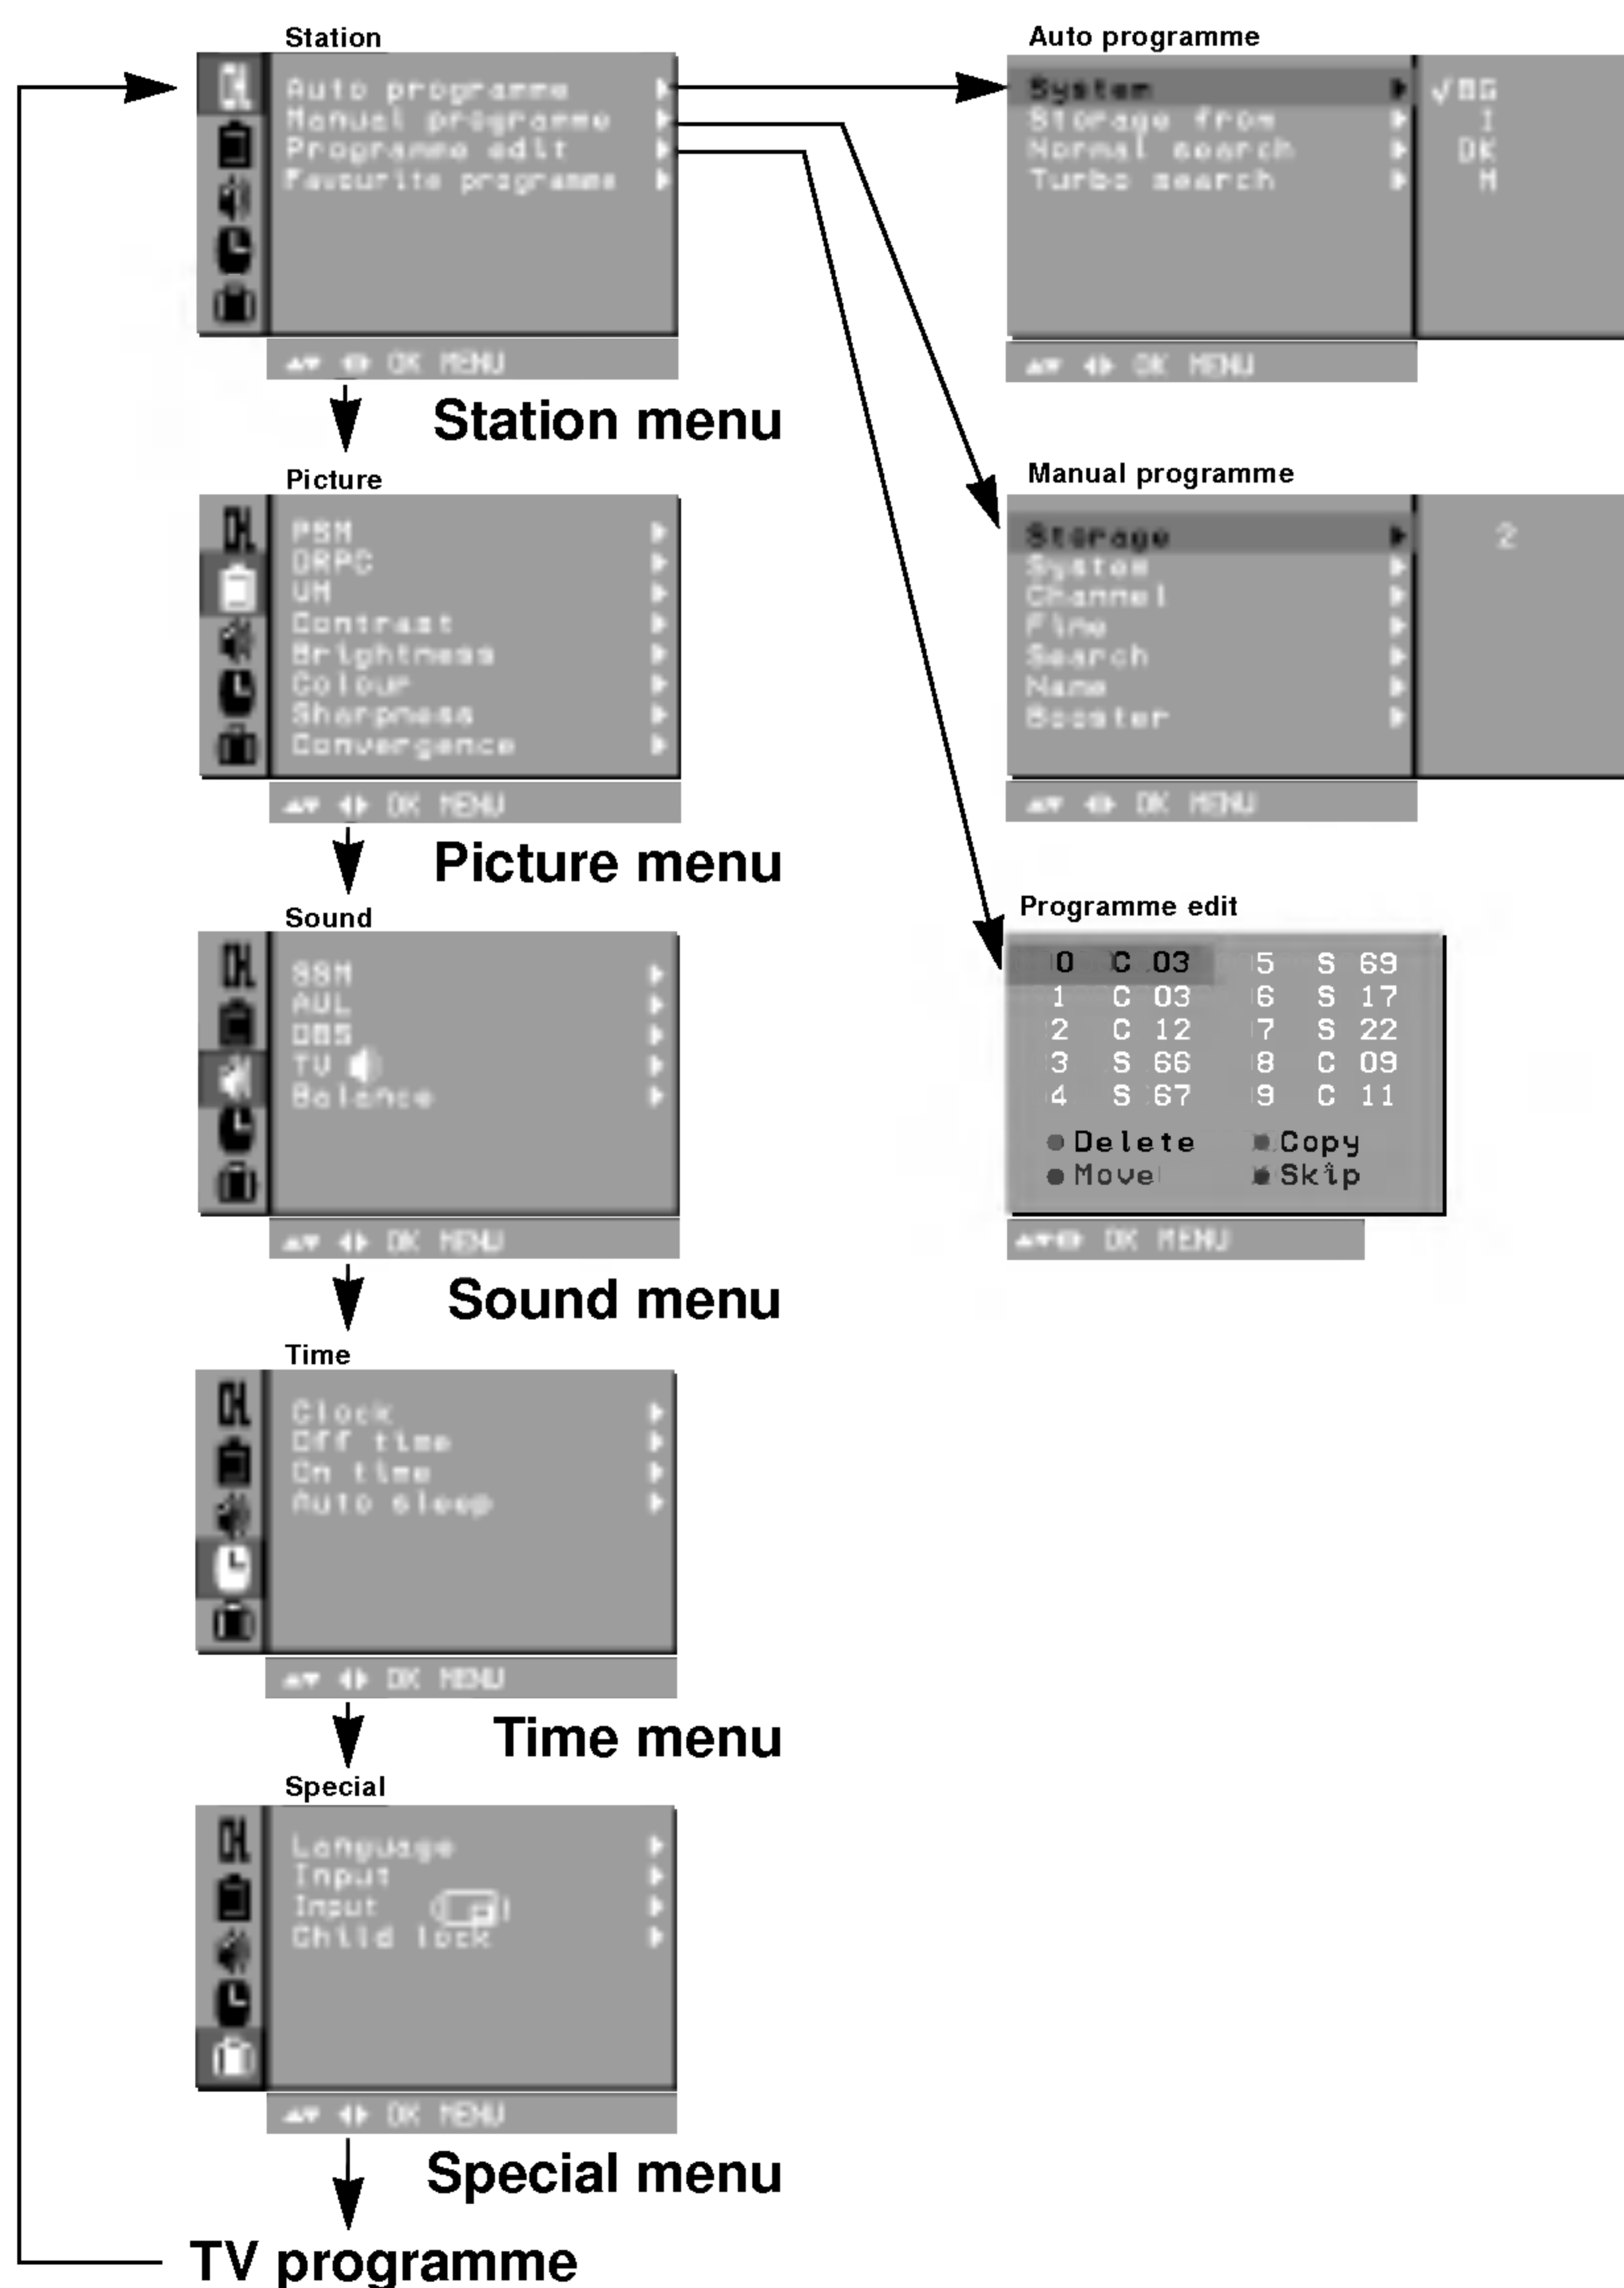 Station
Auto programme
Manual programme
Programme edit
Favourite programme
OK MENU
Station menu
Auto programme
System
Storage from
Normal search
Turbo search
√ BG
I
DK
M
OK MENU
Picture
PSM
DRPC
VM
Contrast
Brightness
Colour
Sharpness
Convergence
OK MENU
Picture menu
Manual programme
Storage
System
Channel
Fine
Search
Name
Booster
2
OK MENU
Sound
SSM
AVL
DBS
TV
Balance
OK MENU
Sound menu
Programme edit
0 C 03 5 S 69
1 C 03 6 S 17
2 C 12 7 S 22
3 S 66 8 C 09
4 S 67 9 C 11
Delete Copy
Move Skip
OK MENU
Time
Clock
Off time
On time
Auto sleep
OK MENU
Time menu
Special
Language
Input
Input
Child lock
OK MENU
Special menu
TV programme